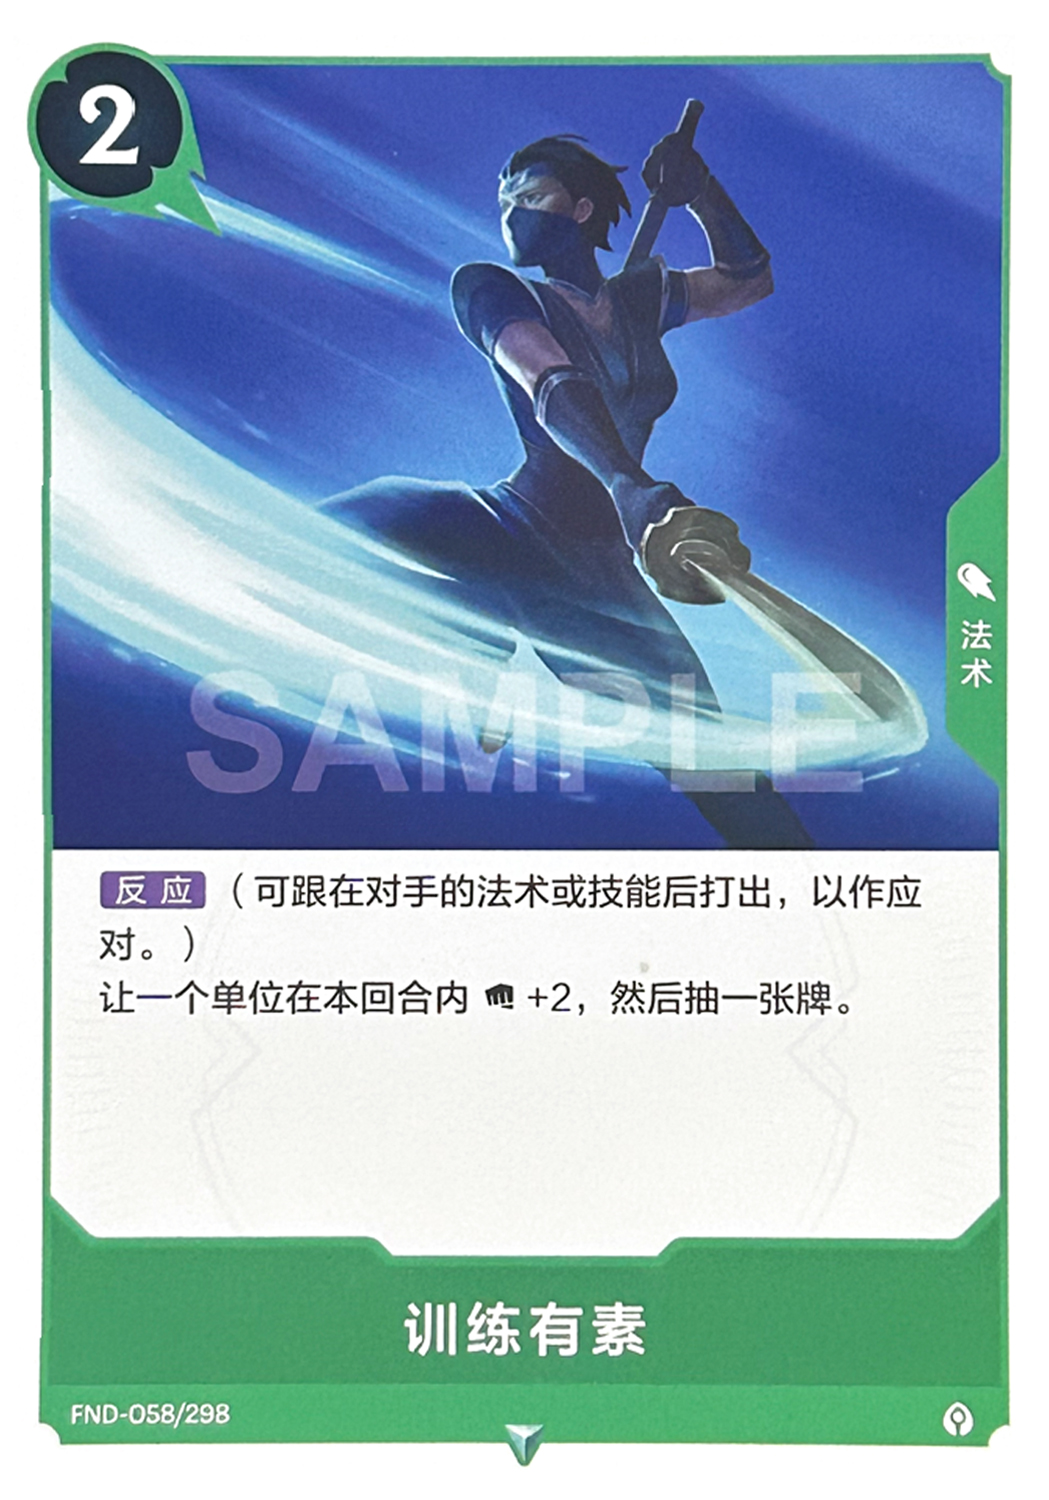 2
法术
SAMPLE
反应（可跟在对手的法术或技能后打出，以作应
对。）
让一个单位在本回合内 +2，然后抽一张牌。
训练有素
FND-058/298